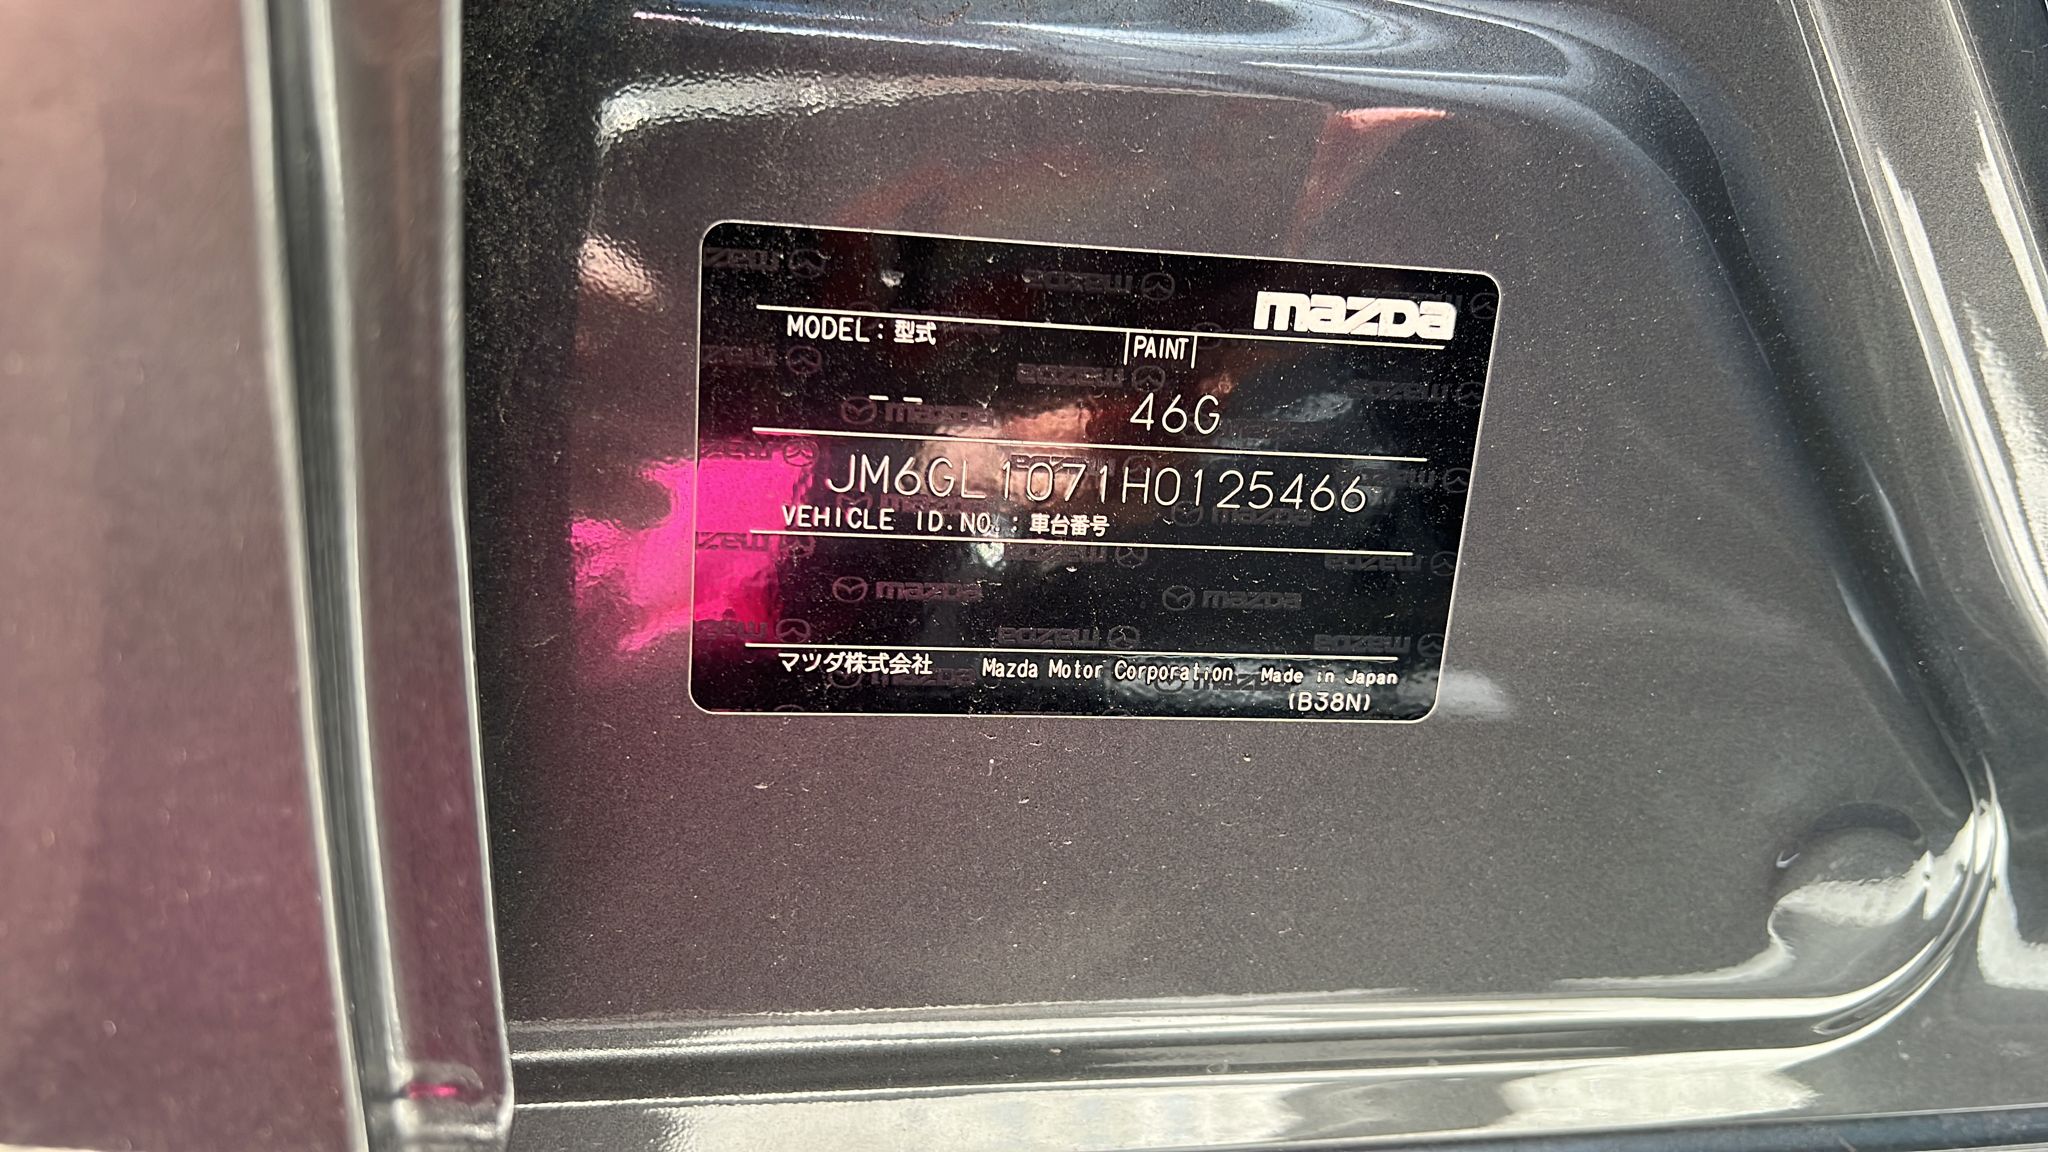 mazda
MODEL : 型式
PAINT
- -
46G
JM6GL1071H0125466
VEHICLE ID.NO. : 車台番号
マツダ株式会社 Mazda Motor Corporation Made in Japan
(B38N)